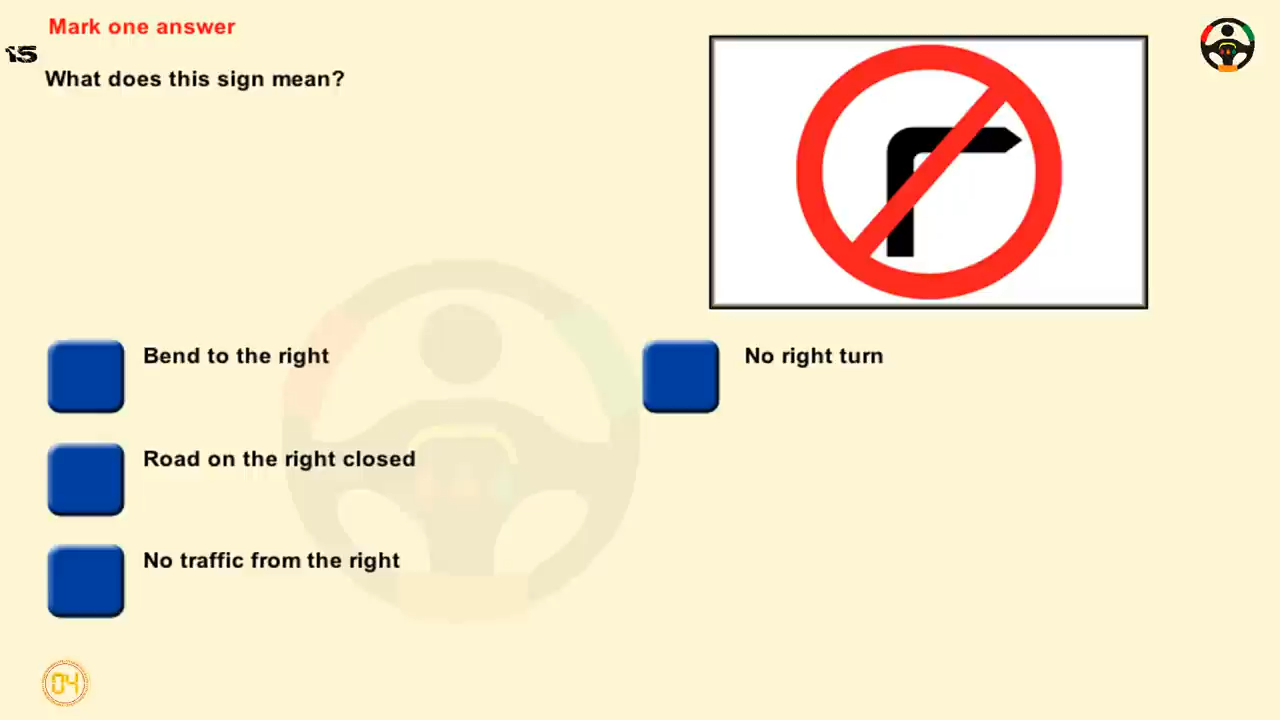 Mark one answer
15
What does this sign mean?
Bend to the right
No right turn
Road on the right closed
No traffic from the right
04